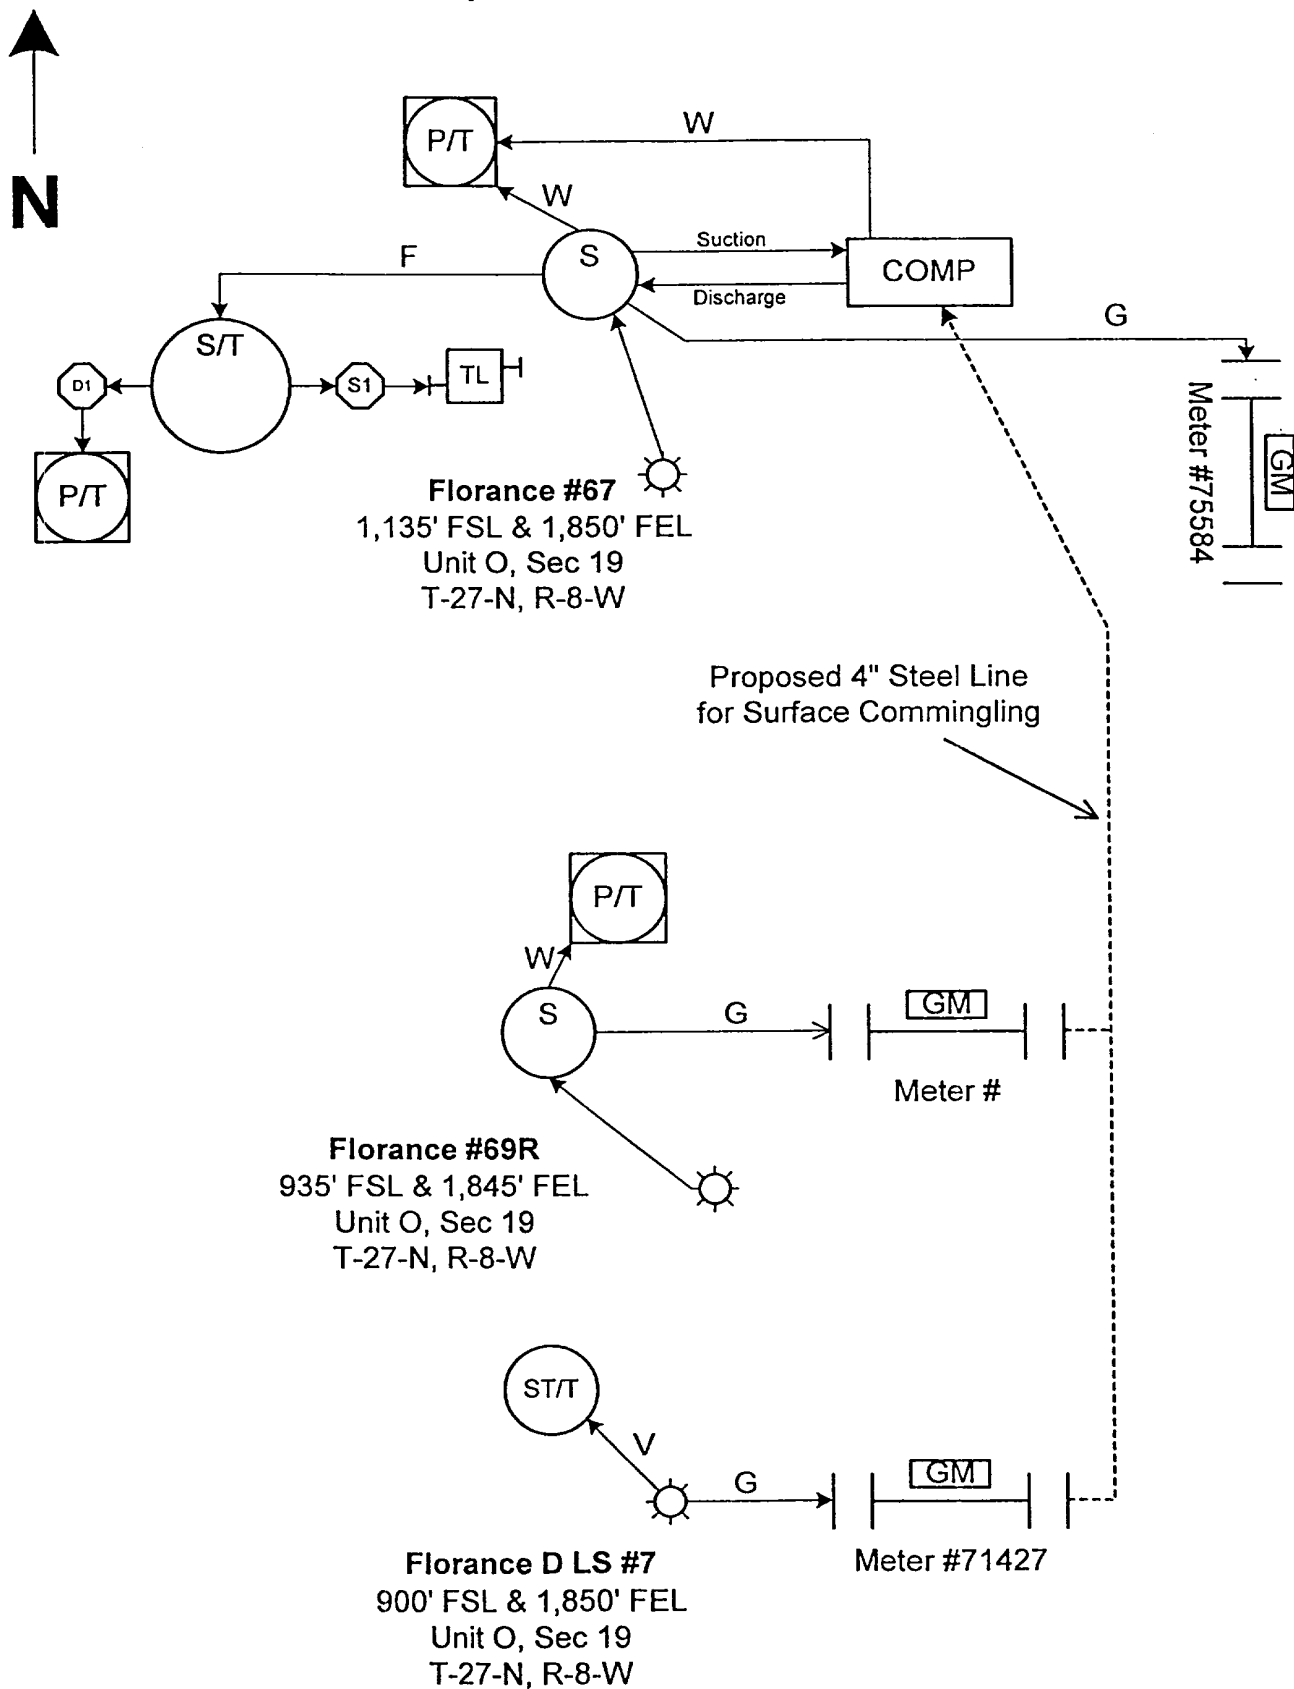 N
P/T
W
W
S
Suction
Discharge
COMP
F
G
S/T
D1
S1
TL
P/T
Meter #75584
GM
Florance #67
1,135' FSL & 1,850' FEL
Unit O, Sec 19
T-27-N, R-8-W
Proposed 4" Steel Line
for Surface Commingling
P/T
W
S
G
GM
Meter #
Florance #69R
935' FSL & 1,845' FEL
Unit O, Sec 19
T-27-N, R-8-W
ST/T
V
G
GM
Meter #71427
Florance D LS #7
900' FSL & 1,850' FEL
Unit O, Sec 19
T-27-N, R-8-W